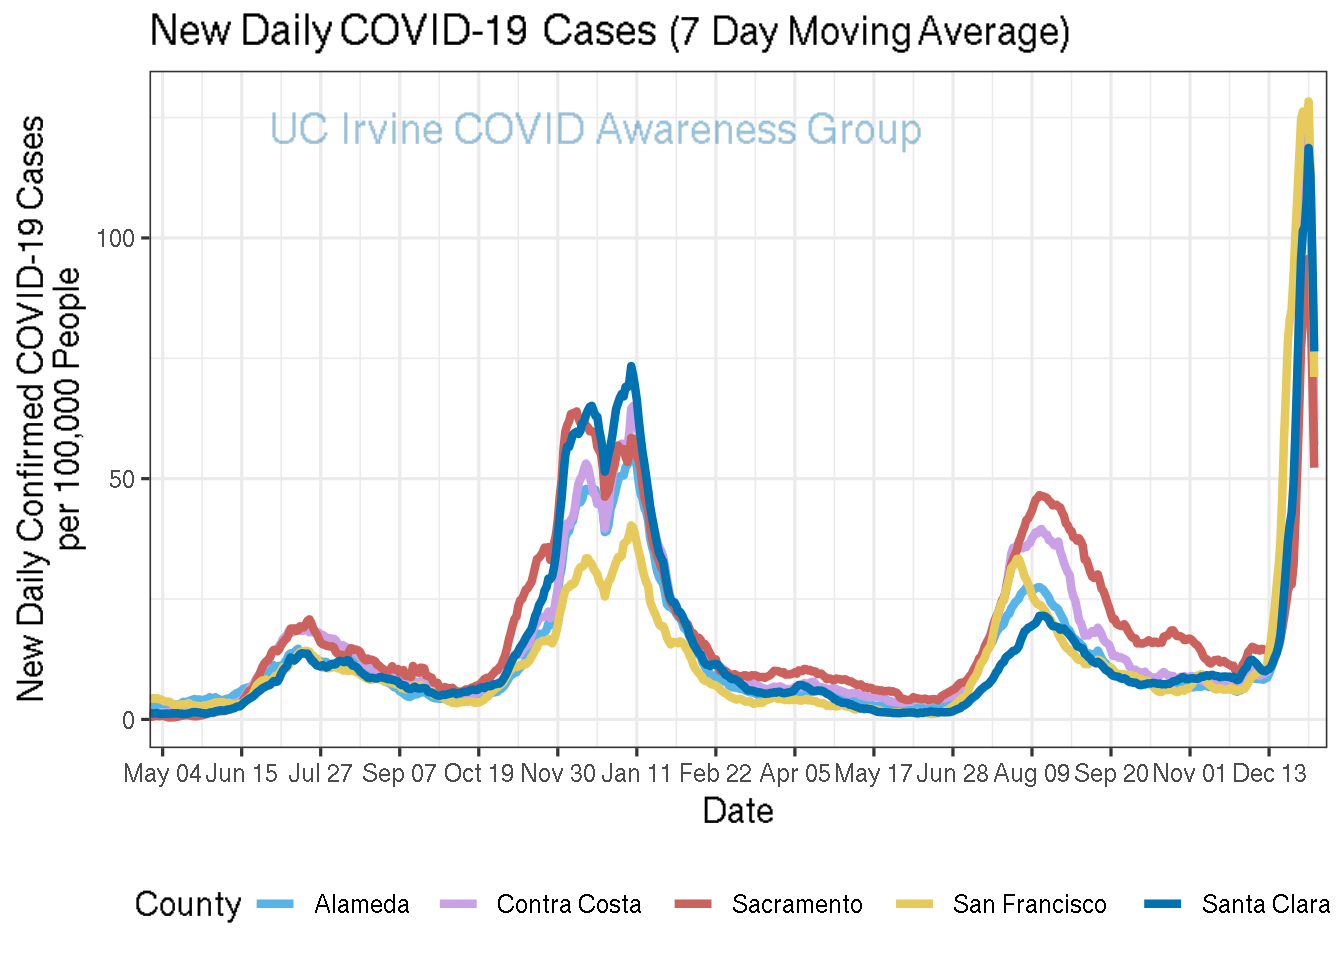 New Daily COVID-19 Cases (7 Day Moving Average)
UC Irvine COVID Awareness Group
New Daily Confirmed COVID-19 Cases
per 100,000 People
100
50
0
May 04 Jun 15 Jul 27 Sep 07 Oct 19 Nov 30 Jan 11 Feb 22 Apr 05 May 17 Jun 28 Aug 09 Sep 20 Nov 01 Dec 13
Date
County Alameda Contra Costa Sacramento San Francisco Santa Clara